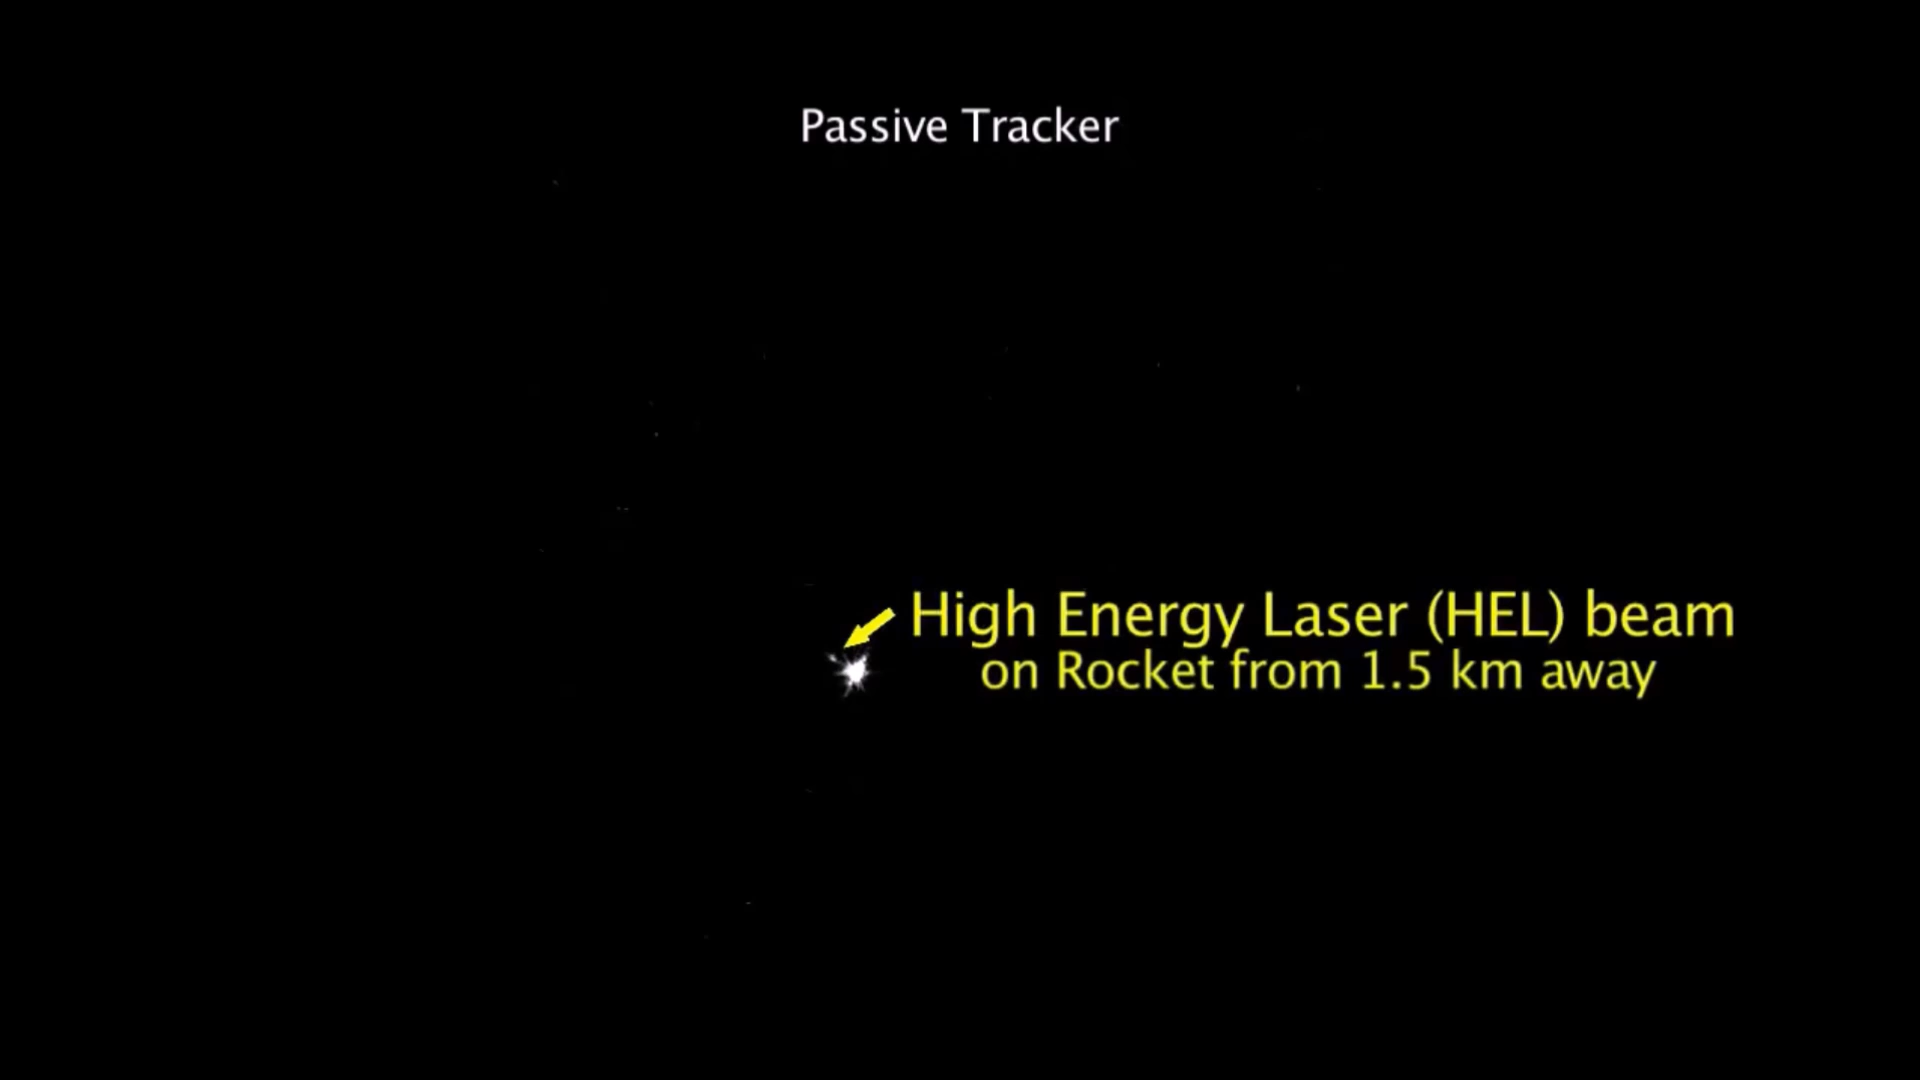 Passive Tracker
High Energy Laser (HEL) beam
on Rocket from 1.5 km away